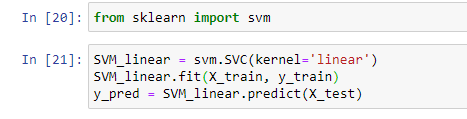 In [20]: from sklearn import svm
In [21]: SVM_linear = svm.SVC(kernel='linear')
SVM_linear.fit(X_train, y_train)
y_pred = SVM_linear.predict(X_test)